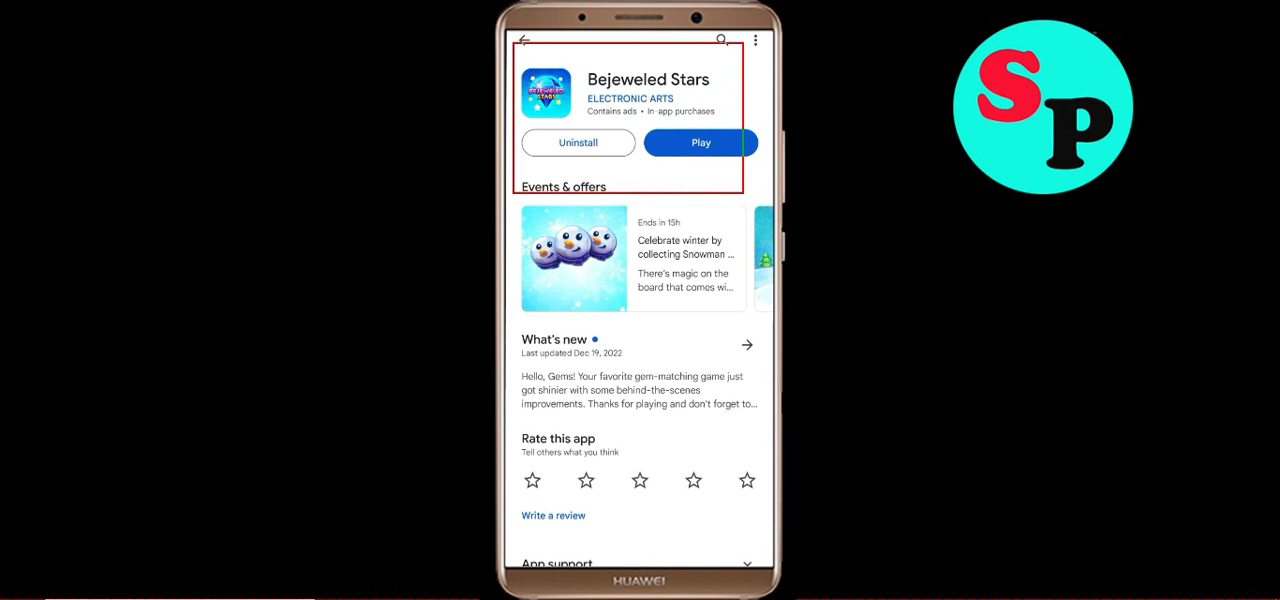 Bejeweled Stars
ELECTRONIC ARTS
Contains ads • In-app purchases
BEJEWELED
STARS
Uninstall
Play
Events & offers
Ends in 15h
Celebrate winter by
collecting Snowman ...
There's magic on the
board that comes wi...
What's new
Last updated Dec 19, 2022
Hello, Gems! Your favorite gem-matching game just
got shinier with some behind-the-scenes
improvements. Thanks for playing and don't forget to...
Rate this app
Tell others what you think
Write a review
App support
HUAWEI
SP